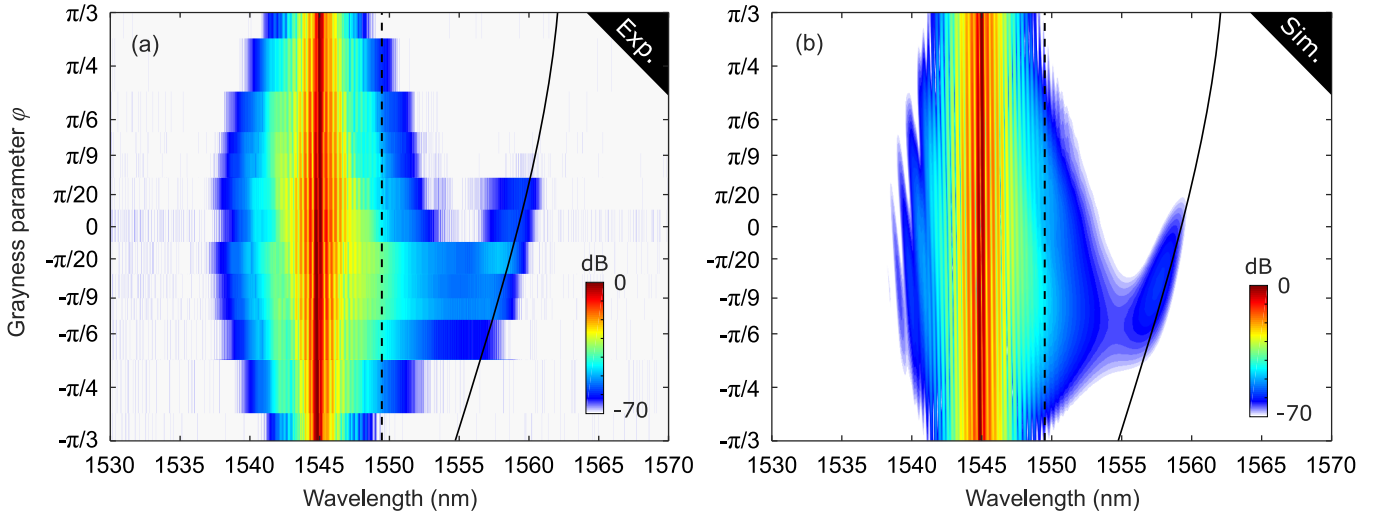 Grayness parameter φ
(a)
Exp.
π/3
π/4
π/6
π/9
π/20
0
-π/20
-π/9
-π/6
-π/4
-π/3
dB
0
-70
1530 1535 1540 1545 1550 1555 1560 1565 1570
Wavelength (nm)
(b)
Sim.
π/3
π/4
π/6
π/9
π/20
0
-π/20
-π/9
-π/6
-π/4
-π/3
dB
0
-70
1530 1535 1540 1545 1550 1555 1560 1565 1570
Wavelength (nm)